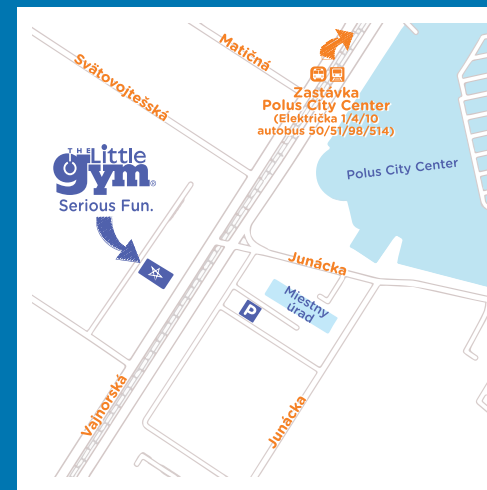 Matičná
Svätovojtešská
Zastávka
Polus City Center
(Električka 1/4/10
autobus 50/51/98/514)
THE Little
gym®
Serious Fun.
Polus City Center
Junácka
Miestny
úrad
P
Vajnorská
Junácka